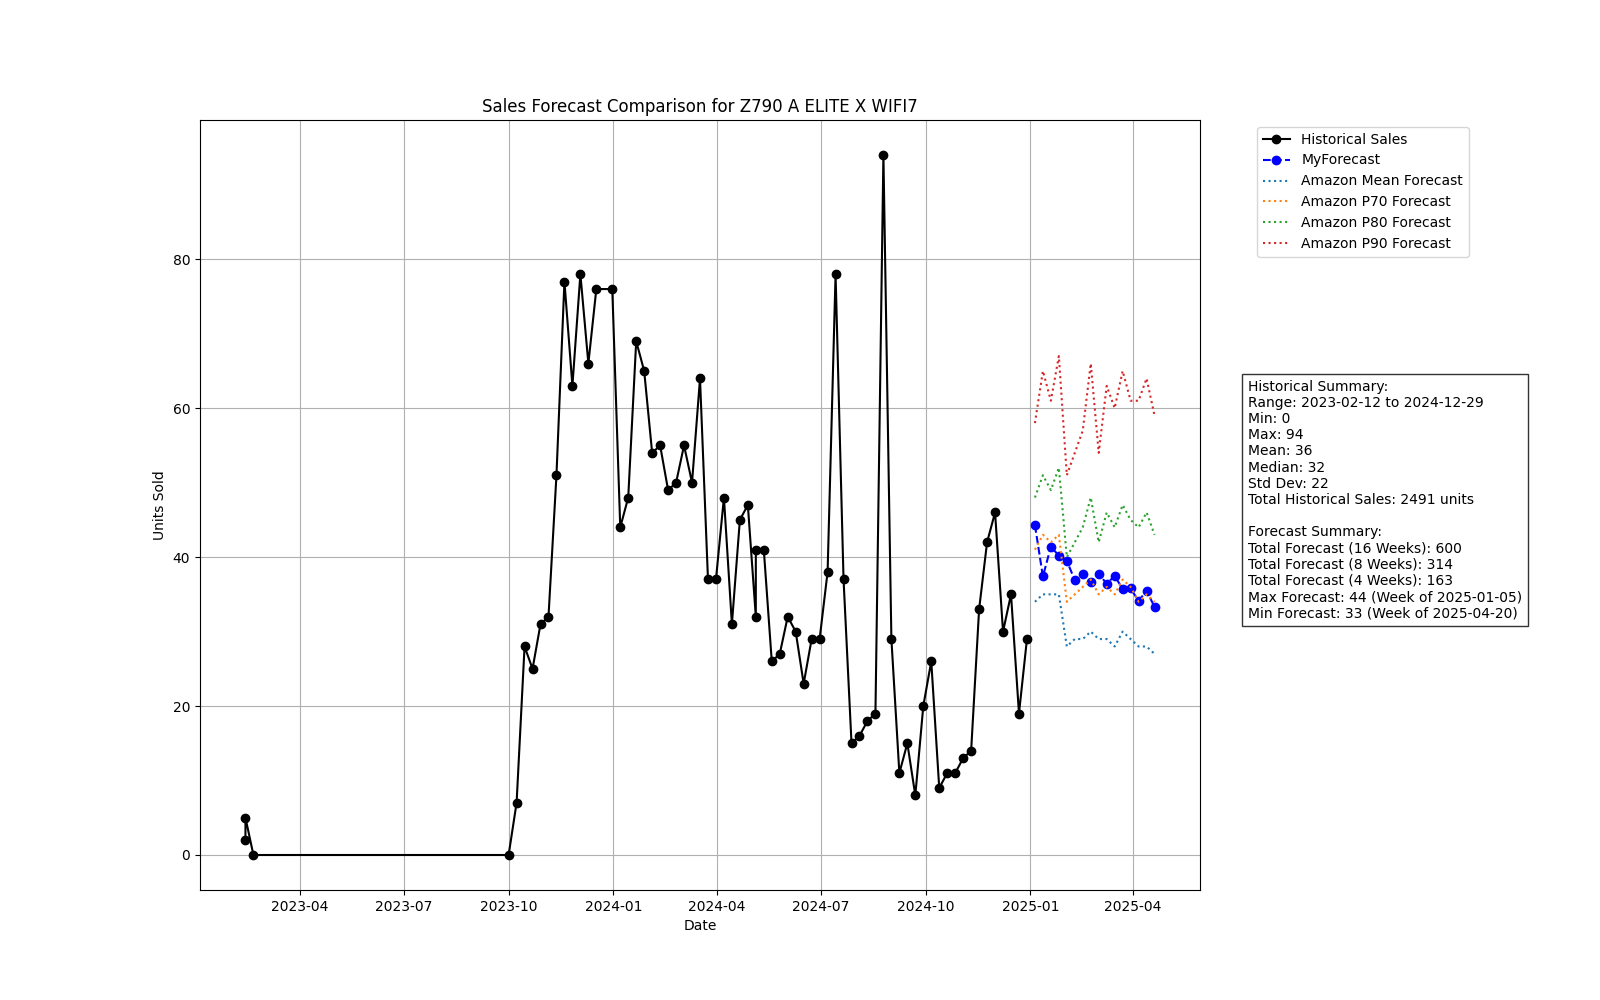 Sales Forecast Comparison for Z790 A ELITE X WIFI7
Historical Sales
MyForecast
Amazon Mean Forecast
Amazon P70 Forecast
Amazon P80 Forecast
Amazon P90 Forecast
80
60
40
20
0
Units Sold
Historical Summary:
Range: 2023-02-12 to 2024-12-29
Min: 0
Max: 94
Mean: 36
Median: 32
Std Dev: 22
Total Historical Sales: 2491 units
Forecast Summary:
Total Forecast (16 Weeks): 600
Total Forecast (8 Weeks): 314
Total Forecast (4 Weeks): 163
Max Forecast: 44 (Week of 2025-01-05)
Min Forecast: 33 (Week of 2025-04-20)
2023-04 2023-07 2023-10 2024-01 2024-04 2024-07 2024-10 2025-01 2025-04
Date